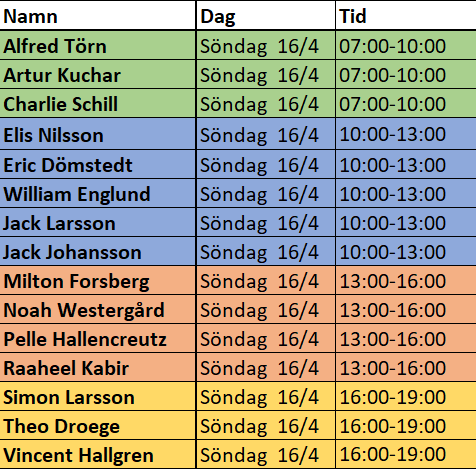 Namn Dag Tid
Alfred Törn Söndag 16/4 07:00-10:00
Artur Kuchar Söndag 16/4 07:00-10:00
Charlie Schill Söndag 16/4 07:00-10:00
Elis Nilsson Söndag 16/4 10:00-13:00
Eric Dömstedt Söndag 16/4 10:00-13:00
William Englund Söndag 16/4 10:00-13:00
Jack Larsson Söndag 16/4 10:00-13:00
Jack Johansson Söndag 16/4 10:00-13:00
Milton Forsberg Söndag 16/4 13:00-16:00
Noah Westergård Söndag 16/4 13:00-16:00
Pelle Hallencreutz Söndag 16/4 13:00-16:00
Raaheel Kabir Söndag 16/4 13:00-16:00
Simon Larsson Söndag 16/4 16:00-19:00
Theo Droege Söndag 16/4 16:00-19:00
Vincent Hallgren Söndag 16/4 16:00-19:00